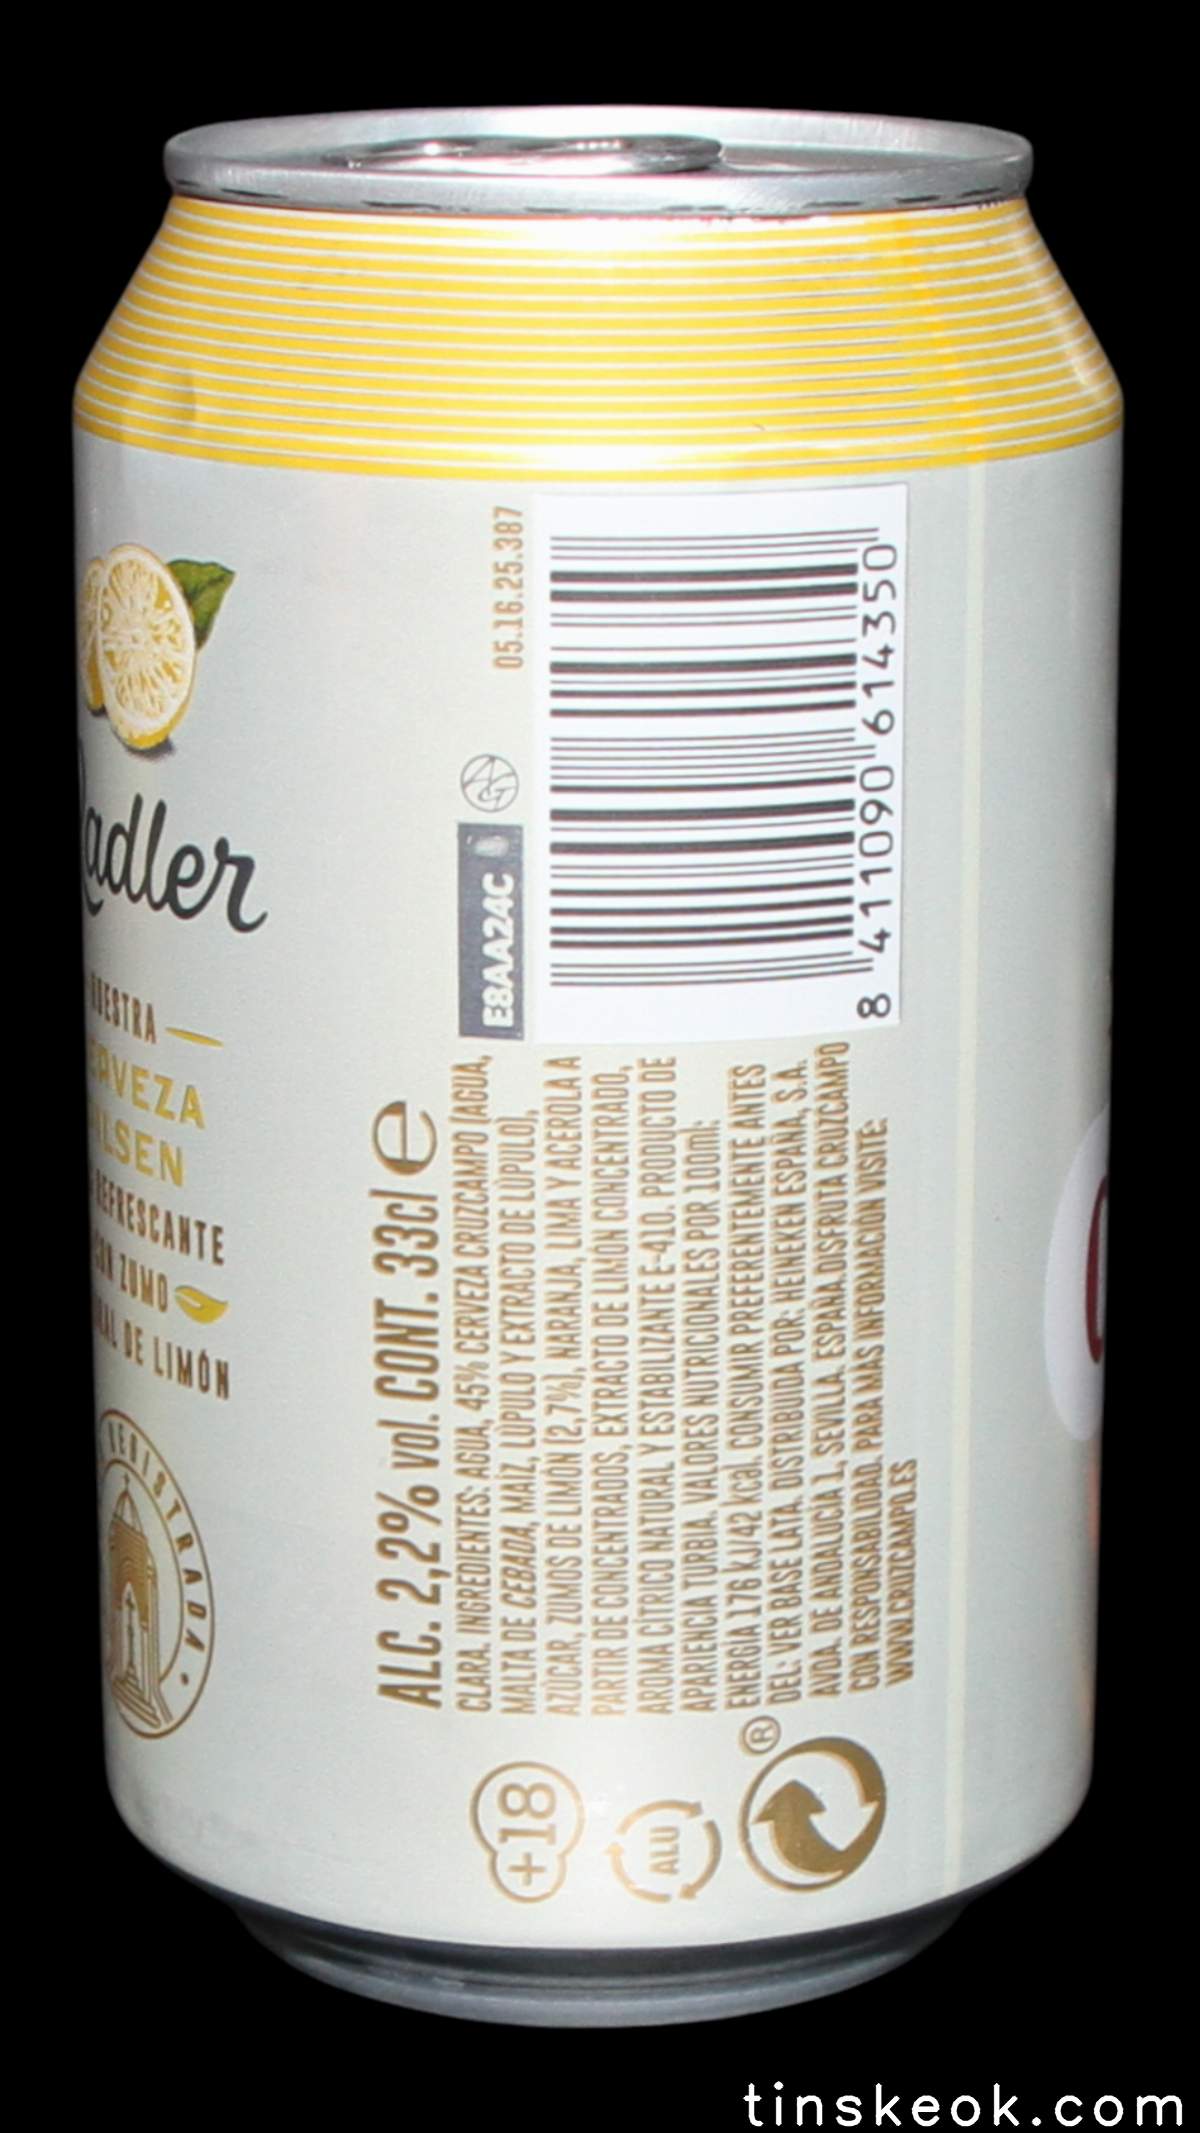 Radler
NUESTRA
CERVEZA
PILSEN
REFRESCANTE
CON ZUMO
DE LIMÓN
REGISTRADA
ALC. 2,2% vol. CONT. 33cl e
CLARA. INGREDIENTES: AGUA, 45% CERVEZA CRUZCAMPO (AGUA,
MALTA DE CEBADA, MAÍZ, LÚPULO Y EXTRACTO DE LÚPULO),
AZÚCAR, ZUMOS DE LIMÓN (2,7%), NARANJA, LIMA Y ACEROLA A
PARTIR DE CONCENTRADOS, EXTRACTO DE LIMÓN CONCENTRADO,
AROMA CÍTRICO NATURAL Y ESTABILIZANTE E-410. PRODUCTO DE
APARIENCIA TURBIA. VALORES NUTRICIONALES POR 100ml:
ENERGÍA 176 KJ/42 kcal. CONSUMIR PREFERENTEMENTE ANTES
DEL: VER BASE LATA. DISTRIBUIDA POR: HEINEKEN ESPAÑA, S.A.
AVDA. DE ANDALUCÍA 1, SEVILLA. ESPAÑA.DISFRUTA CRUZCAMPO
CON RESPONSABILIDAD. PARA MÁS INFORMACIÓN VISITE:
WWW.CRUZCAMPO.ES
E8AA24C
05.16.25.387
8 411090 614350
+18
ALU
®
tinskeok.com